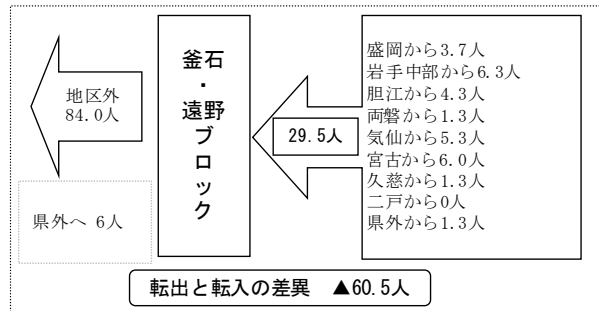 地区外
84.0人
県外へ 6人
釜石・遠野ブロック
29.5人
盛岡から3.7人
岩手中部から6.3人
胆江から4.3人
両磐から1.3人
気仙から5.3人
宮古から6.0人
久慈から1.3人
二戸から0人
県外から1.3人
転出と転入の差異 ▲60.5人